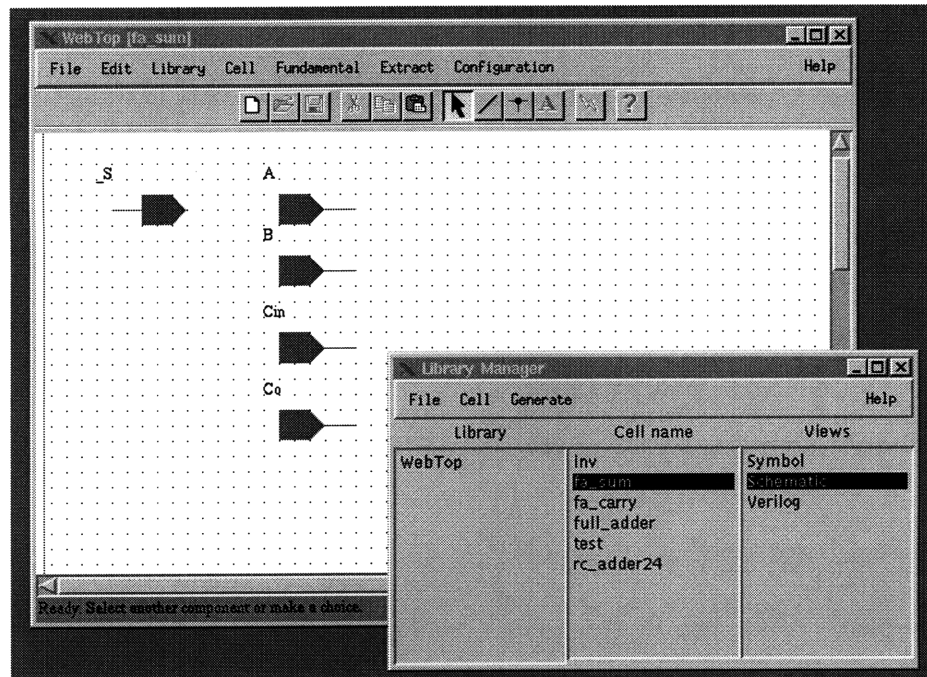 WebTop [fa_sum]
File Edit Library Cell Fundamental Extract Configuration Help
A ?
_S A
B
Cin
Co
Library Manager
File Cell Generate Help
Library Cell name Views
WebTop inv Symbol
fa_sum Schematic
fa_carry Verilog
full_adder
test
rc_adder24
Ready: Select another component or make a choice.